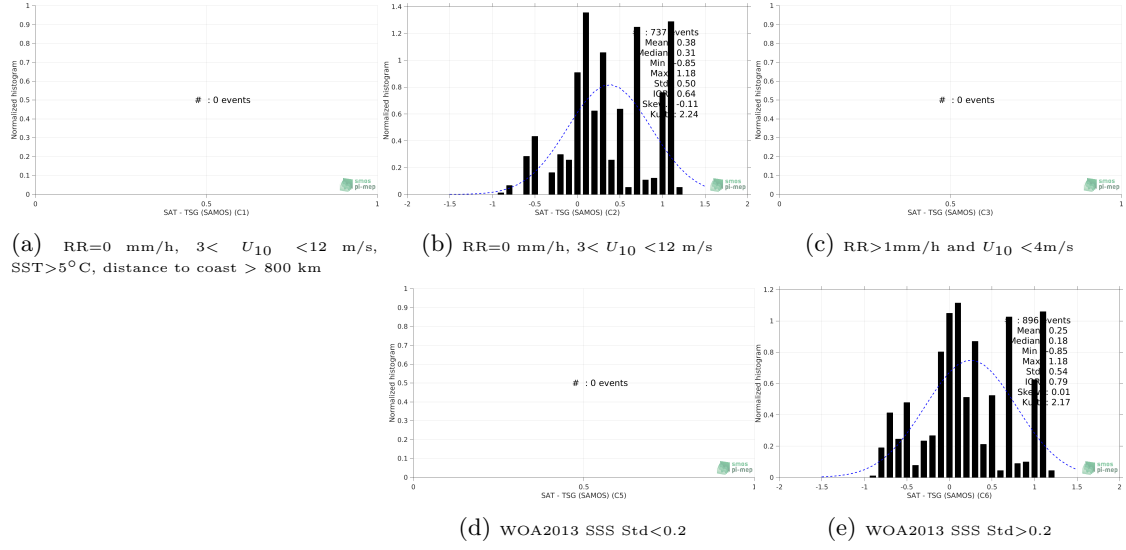 1
0.9
0.8
0.7
0.6
0.5
0.4
0.3
0.2
0.1
0
Normalized histogram
# : 0 events
smos
pi-mep
0
0.5
1
SAT - TSG (SAMOS) (C1)
1.4
1.2
1
0.8
0.6
0.4
0.2
0
Normalized histogram
: 737 events
Mean : 0.38
Median : 0.31
Min : -0.85
Max : 1.18
Std : 0.50
IQR : 0.64
Skew. : -0.11
Kurt. : 2.24
smos
pi-mep
-2
-1.5
-1
-0.5
0
0.5
1
1.5
2
SAT - TSG (SAMOS) (C2)
1
0.9
0.8
0.7
0.6
0.5
0.4
0.3
0.2
0.1
0
Normalized histogram
# : 0 events
smos
pi-mep
0
0.5
1
SAT - TSG (SAMOS) (C3)
(a) RR=0 mm/h, 3< U10 <12 m/s,
SST>5°C, distance to coast > 800 km
(b) RR=0 mm/h, 3< U10 <12 m/s
(c) RR>1mm/h and U10 <4m/s
1
0.9
0.8
0.7
0.6
0.5
0.4
0.3
0.2
0.1
0
Normalized histogram
# : 0 events
smos
pi-mep
0
0.5
1
SAT - TSG (SAMOS) (C5)
1.2
1
0.8
0.6
0.4
0.2
0
Normalized histogram
: 896 events
Mean : 0.25
Median : 0.18
Min : -0.85
Max : 1.18
Std : 0.54
IQR : 0.79
Skew. : 0.01
Kurt. : 2.17
smos
pi-mep
-2
-1.5
-1
-0.5
0
0.5
1
1.5
2
SAT - TSG (SAMOS) (C6)
(d) WOA2013 SSS Std<0.2
(e) WOA2013 SSS Std>0.2